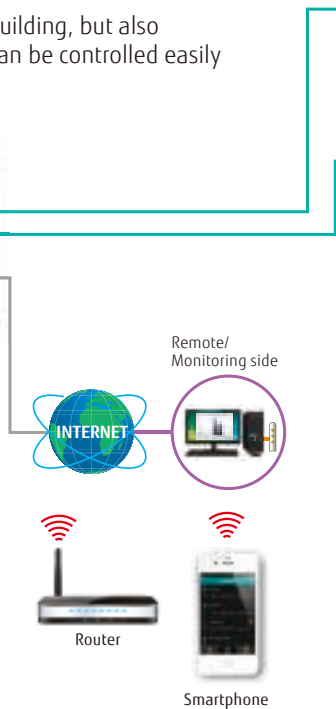 uilding, but also
an be controlled easily
Remote/
Monitoring side
INTERNET
Router
Smartphone